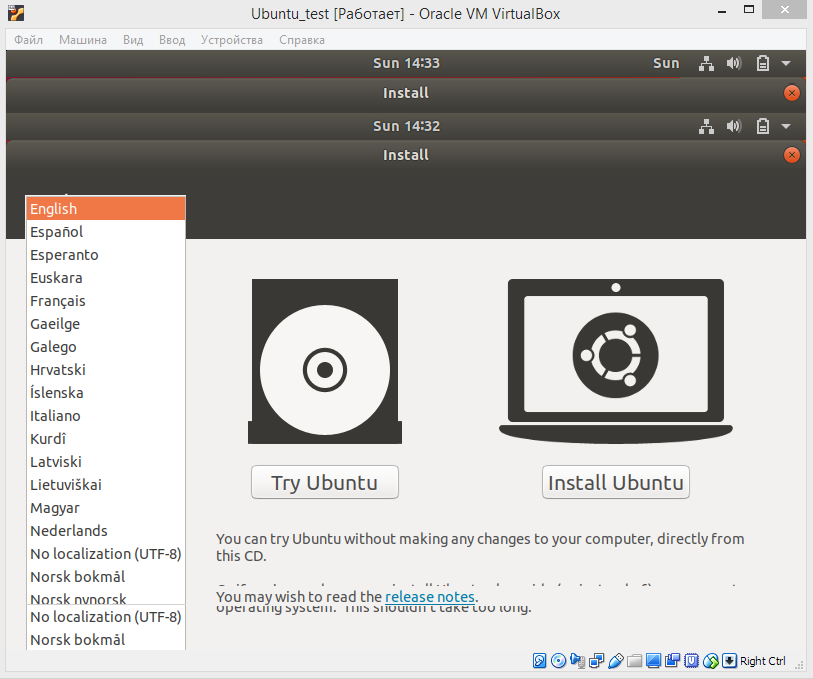 Ubuntu_test [Работает] - Oracle VM VirtualBox
Файл Машина Вид Ввод Устройства Справка
Sun 14:33 Sun
Install
Sun 14:32
Install
English
Español
Esperanto
Euskara
Français
Gaeilge
Galego
Hrvatski
Íslenska
Italiano
Kurdî
Latviski
Lietuviškai
Magyar
Nederlands
No localization (UTF-8)
Norsk bokmål
Norsk nynorsk
No localization (UTF-8)
Norsk bokmål
Try Ubuntu
Install Ubuntu
You can try Ubuntu without making any changes to your computer, directly from
this CD.
You may wish to read the release notes.
operating system. This shouldn't take too long.
Right Ctrl